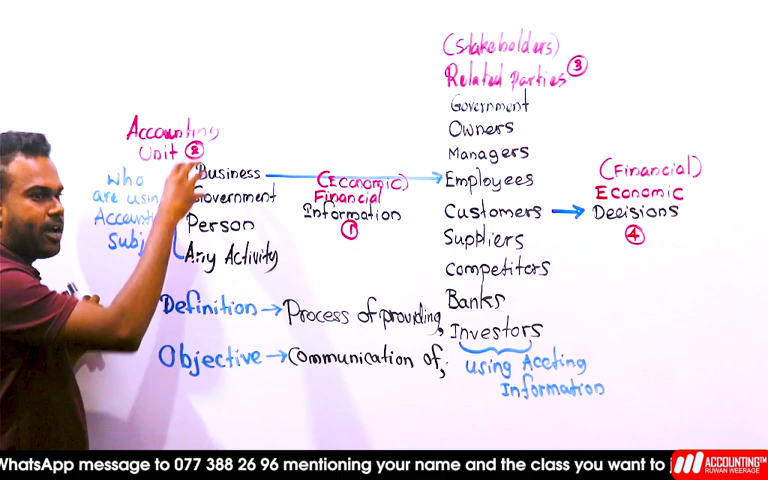 (Stakeholders)
Related parties ③
Government
Owners
Managers
Employees
Customers
Suppliers
Competitors
Banks
Investors
using Accting
Information
Accounting
Unit ②
Who
are using
Subj
Business
Government
Person
Any Activity
(Economic)
Financial
Information
①
(Financial)
Economic
Decisions
④
Definition → Process of providing,
Objective → Communication of,
WhatsApp message to 077 388 26 96 mentioning your name and the class you want to j
ACCOUNTING™
RUWAN WEERAGE